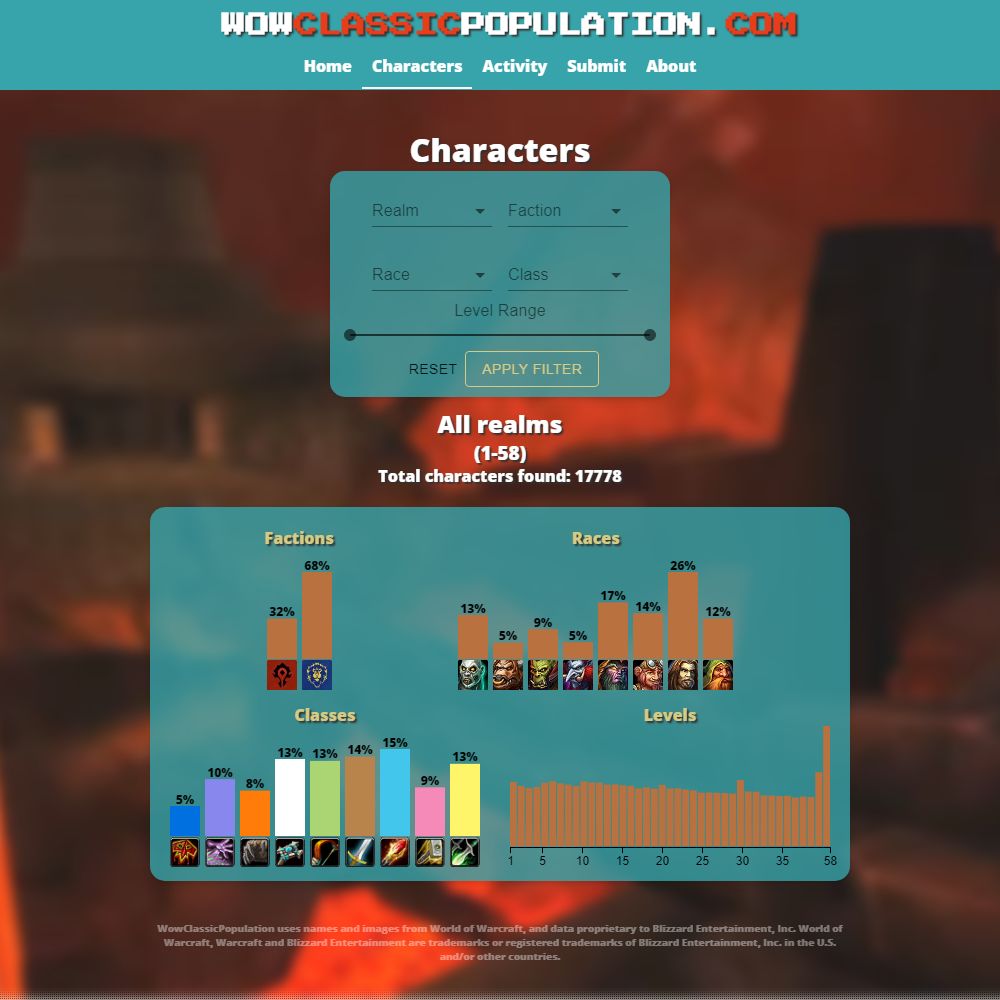 WOWCLASSICPOPULATION.COM
Home Characters Activity Submit About
Characters
Realm Faction
Race Class
Level Range
RESET APPLY FILTER
All realms
(1-58)
Total characters found: 17778
Factions
32% 68%
Races
13% 5% 9% 5% 17% 14% 26% 12%
Classes
5% 10% 8% 13% 13% 14% 15% 9% 13%
Levels
1 5 10 15 20 25 30 35 58
WowClassicPopulation uses names and images from World of Warcraft, and data proprietary to Blizzard Entertainment, Inc. World of
Warcraft, Warcraft and Blizzard Entertainment are trademarks or registered trademarks of Blizzard Entertainment, Inc. in the U.S.
and/or other countries.